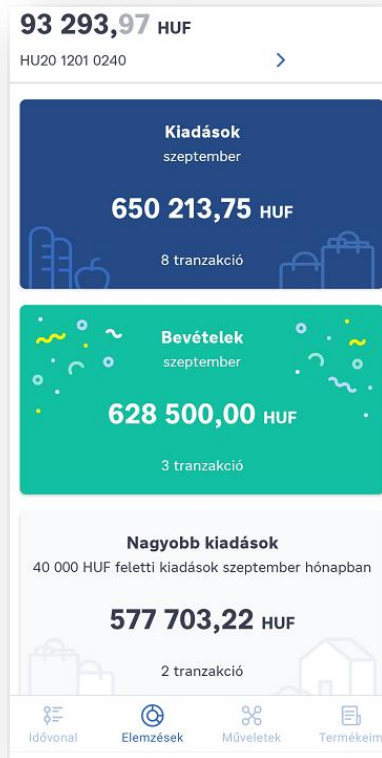 93 293,97 HUF
HU20 1201 0240
Kiadások
szeptember
650 213,75 HUF
8 tranzakció
Bevételek
szeptember
628 500,00 HUF
3 tranzakció
Nagyobb kiadások
40 000 HUF feletti kiadások szeptember hónapban
577 703,22 HUF
2 tranzakció
Idővonal Elemzések Műveletek Termékeim